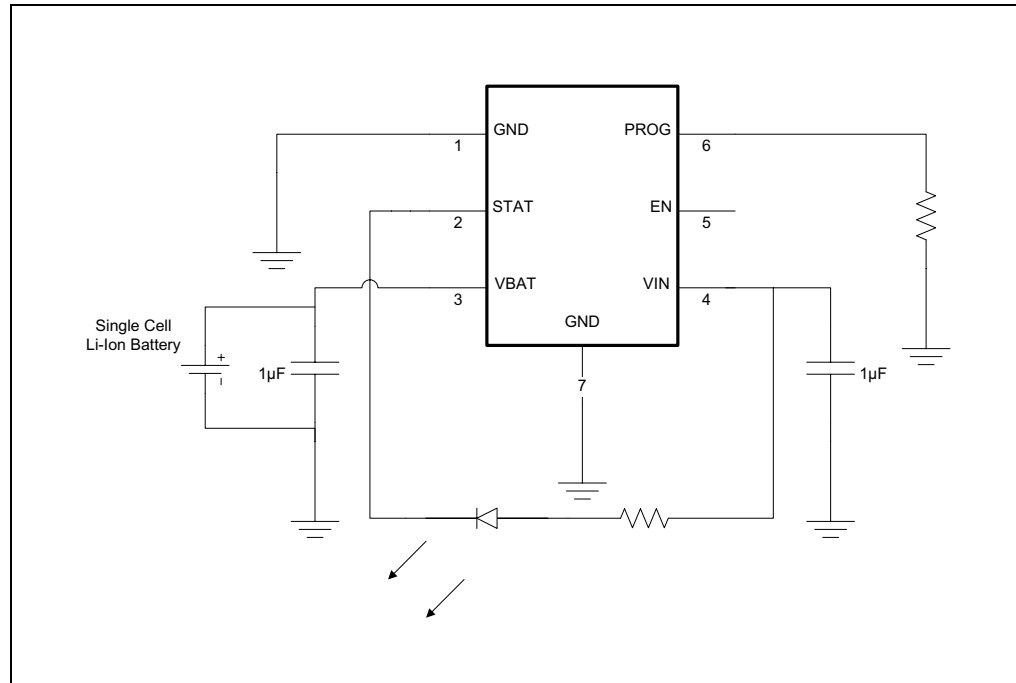 GND
PROG
1
6
STAT
EN
2
5
VBAT
VIN
3
4
GND
Single Cell
Li-Ion Battery
+
1µF
1µF
–
7